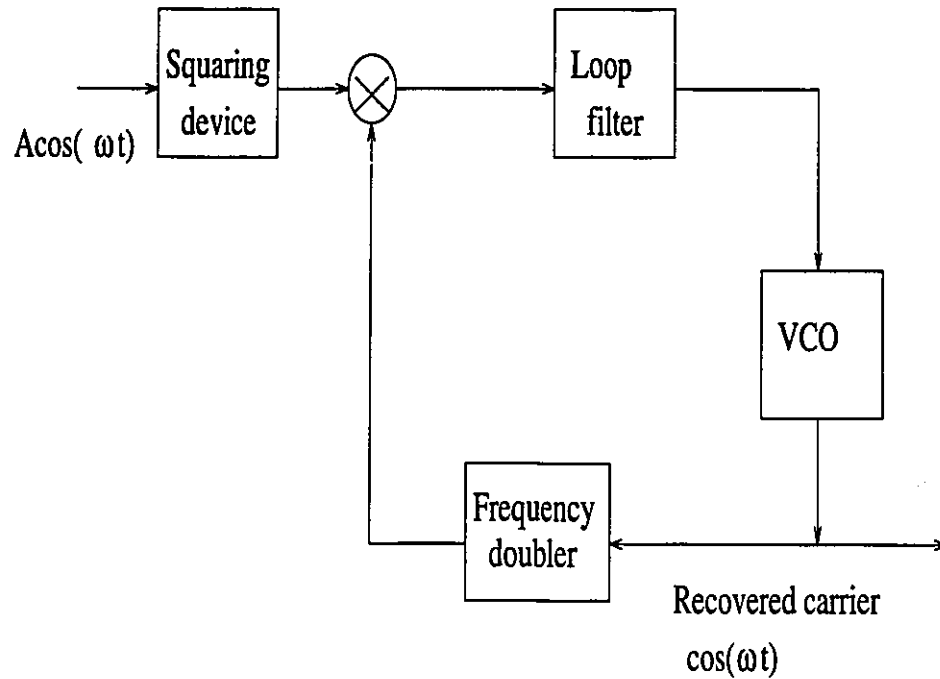 Squaring
device
Loop
filter
Acos( ωt)
VCO
Frequency
doubler
Recovered carrier
cos(ωt)